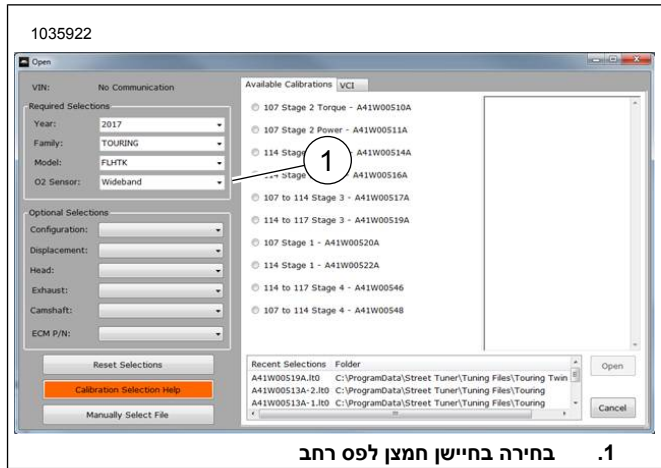 1035922
Open
VIN: No Communication
Required Selections
Year: 2017
Family: TOURING
Model: FLHTK
O2 Sensor: Wideband
Optional Selections
Configuration:
Displacement:
Head:
Exhaust:
Camshaft:
ECM P/N:
Reset Selections
Calibration Selection Help
Manually Select File
Available Calibrations VCI
107 Stage 2 Torque - A41W00510A
107 Stage 2 Power - A41W00511A
114 Stage - A41W00514A
114 Stage A41W00516A
107 to 114 Stage 3 - A41W00517A
114 to 117 Stage 3 - A41W00519A
107 Stage 1 - A41W00520A
114 Stage 1 - A41W00522A
114 to 117 Stage 4 - A41W00546
107 to 114 Stage 4 - A41W00548
1
Recent Selections Folder
A41W00519A.lt0 C:\ProgramData\Street Tuner\Tuning Files\Touring Twin
A41W00513A-2.lt0 C:\ProgramData\Street Tuner\Tuning Files\Touring
A41W00513A-1.lt0 C:\ProgramData\Street Tuner\Tuning Files\Touring
Open
Cancel
1. בחירה בחיישן חמצן לפס רחב